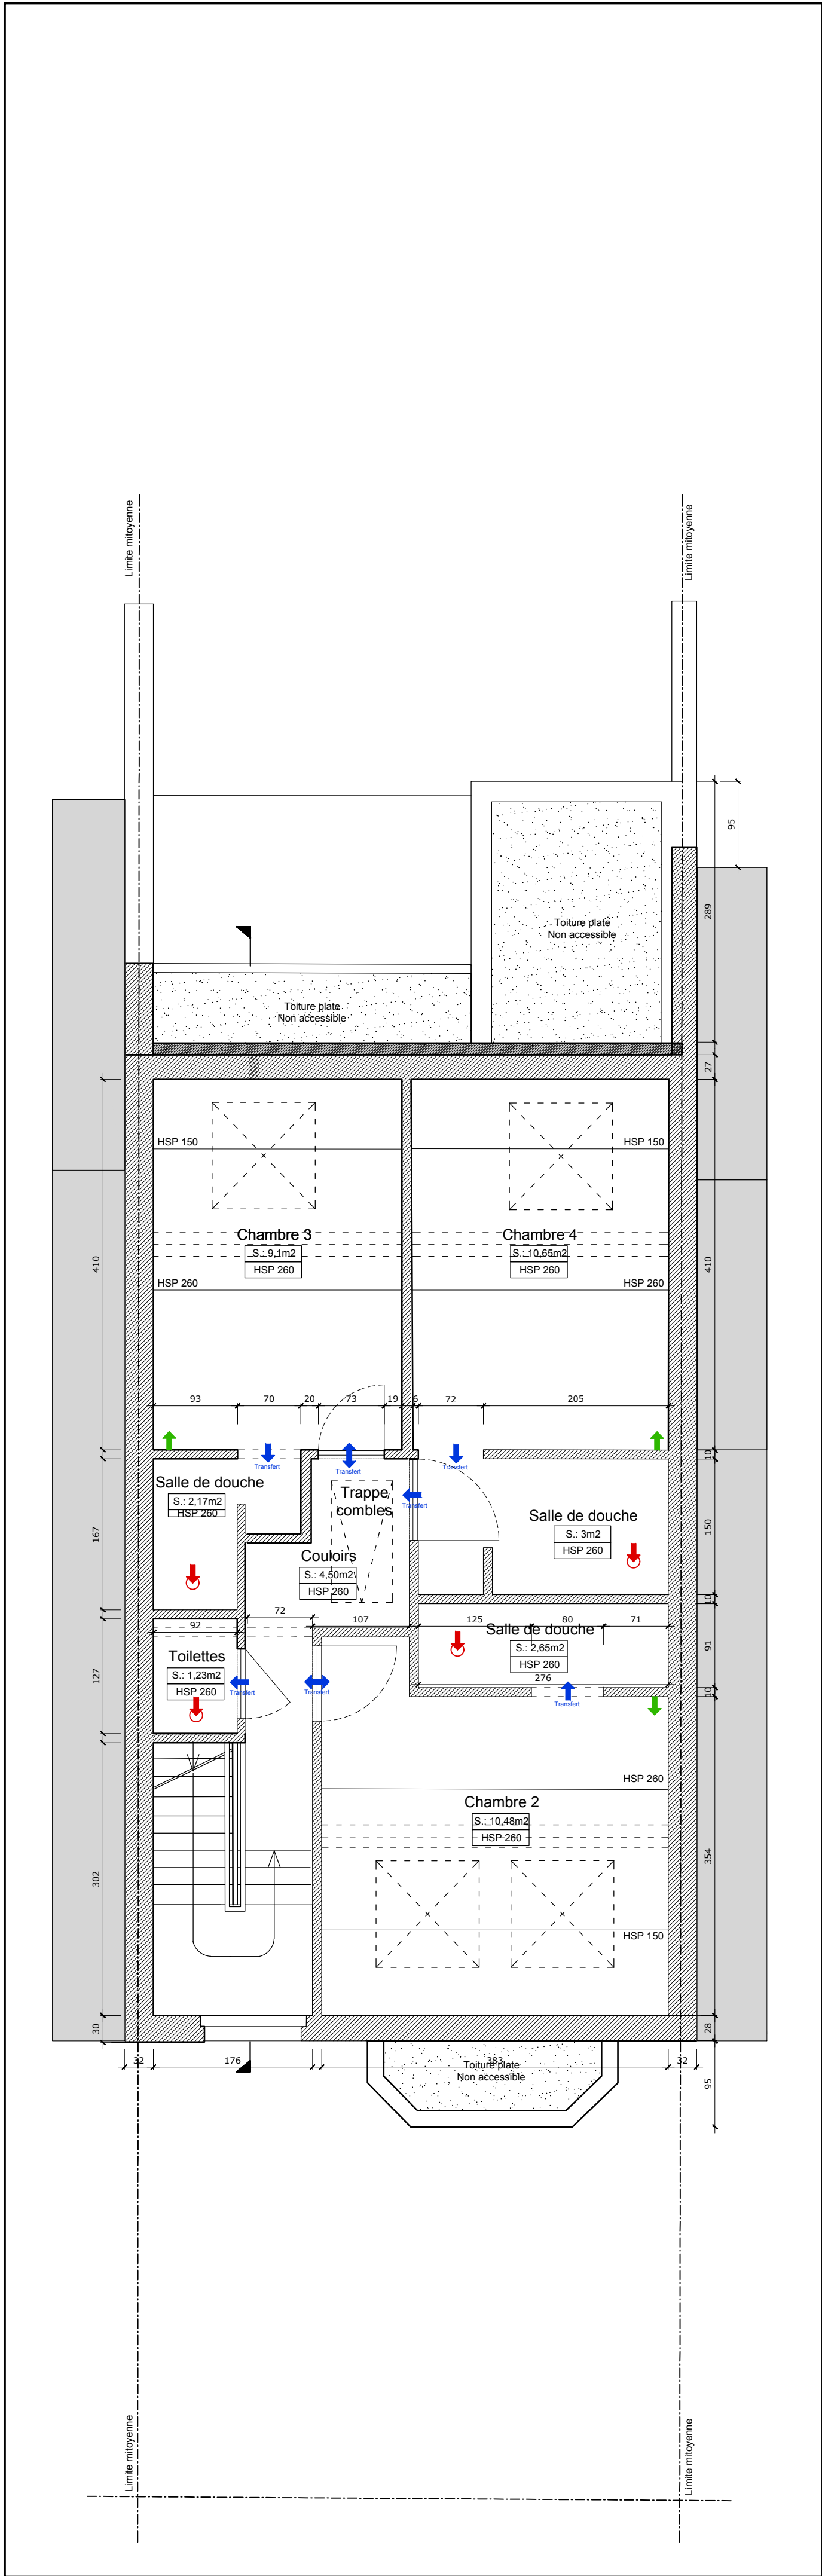 Limite mitoyenne
Limite mitoyenne
95
289
Toiture plate
Non accessible
Toiture plate
Non accessible
27
HSP 150
HSP 150
Chambre 3
S.: 9,1m2
HSP 260
Chambre 4
S.: 10,65m2
HSP 260
410
410
HSP 260
HSP 260
93
70
20
73
19
6
72
205
10
Transfert
Transfert
Transfert
Salle de douche
S.: 2,17m2
HSP 260
Trappe
combles
Transfert
Salle de douche
S.: 3m2
HSP 260
167
150
Couloirs
S.: 4,50m2
HSP 260
10
72
92
107
125
80
71
Salle de douche
S.: 2,65m2
HSP 260
91
Toilettes
S.: 1,23m2
HSP 260
127
276
Transfert
Transfert
10
HSP 260
Chambre 2
S.: 10,48m2
HSP 260
302
354
HSP 150
30
28
32
176
383
32
Toiture plate
Non accessible
95
Limite mitoyenne
Limite mitoyenne